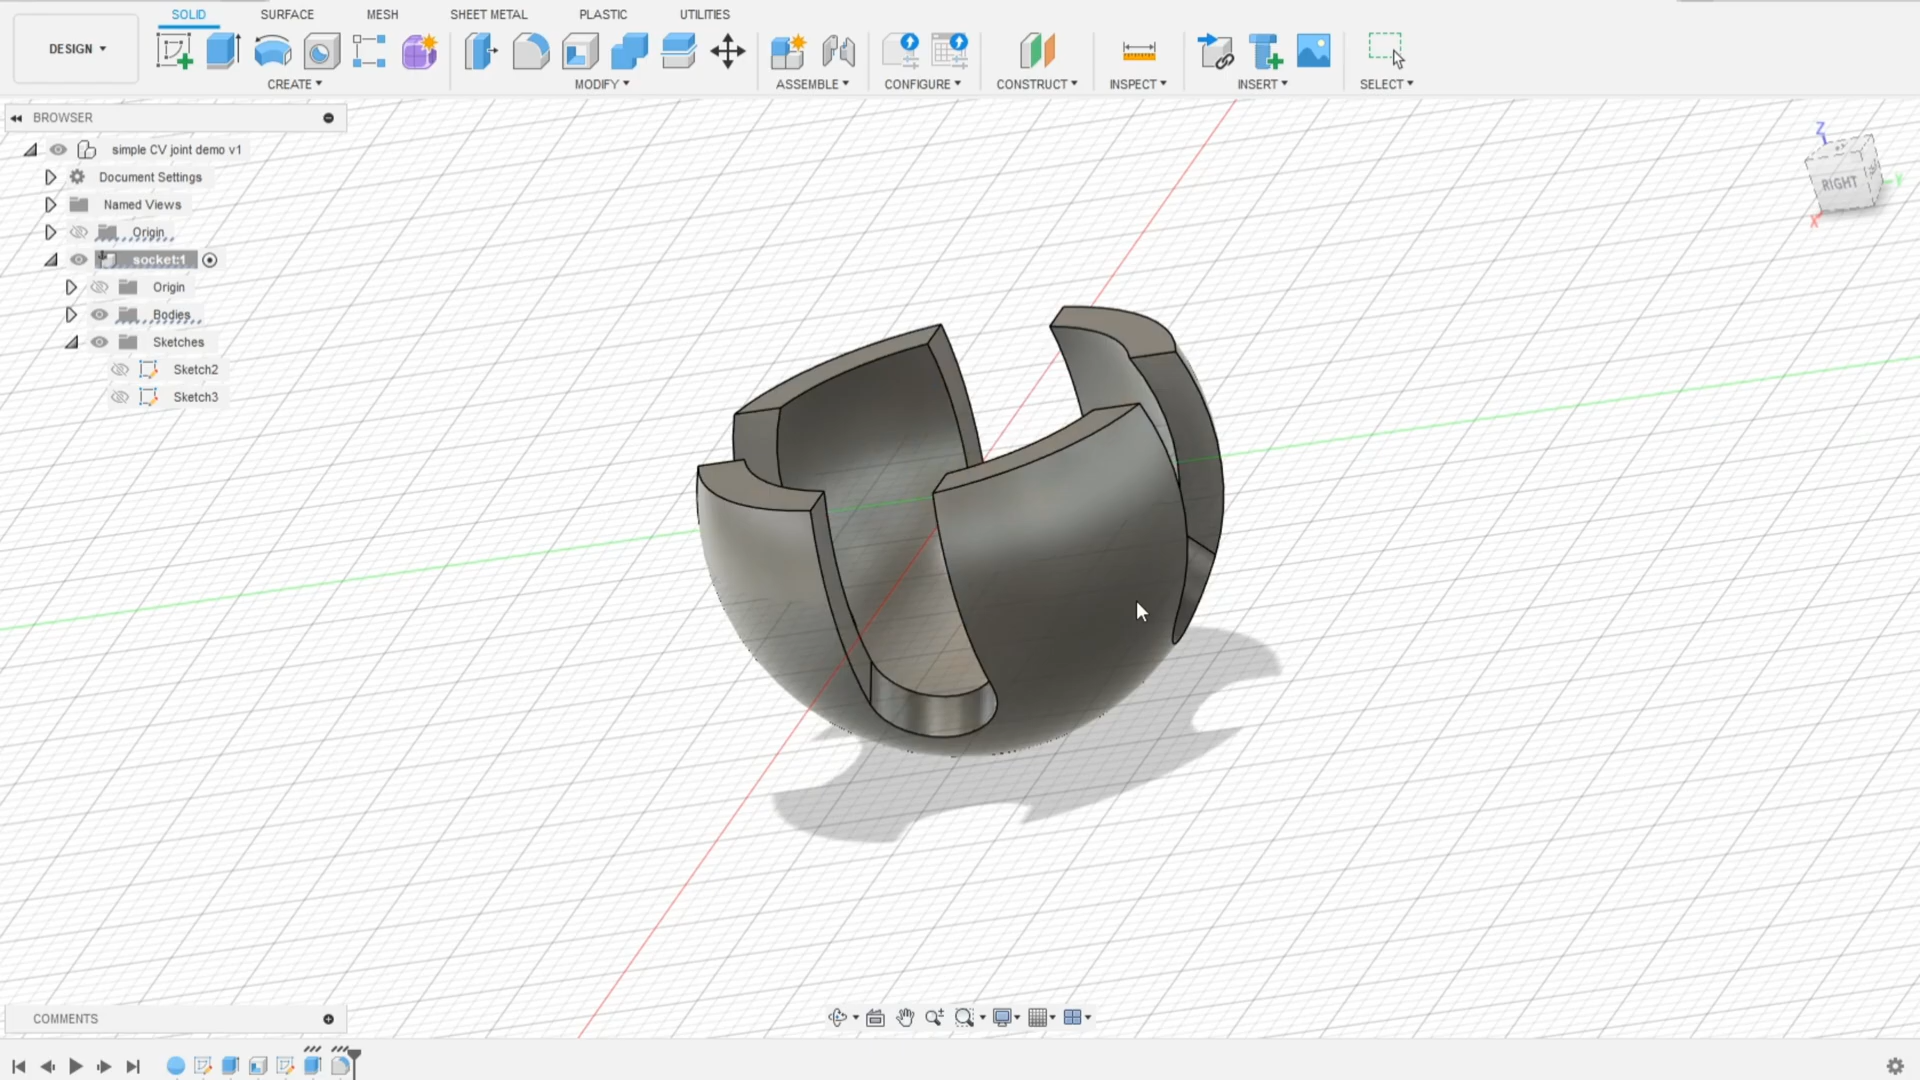 SOLID SURFACE MESH SHEET METAL PLASTIC UTILITIES
DESIGN
CREATE MODIFY ASSEMBLE CONFIGURE CONSTRUCT INSPECT INSERT SELECT
BROWSER
simple CV joint demo v1
Document Settings
Named Views
Origin
socket:1
Origin
Bodies
Sketches
Sketch2
Sketch3
Z
RIGHT
Y
X
COMMENTS